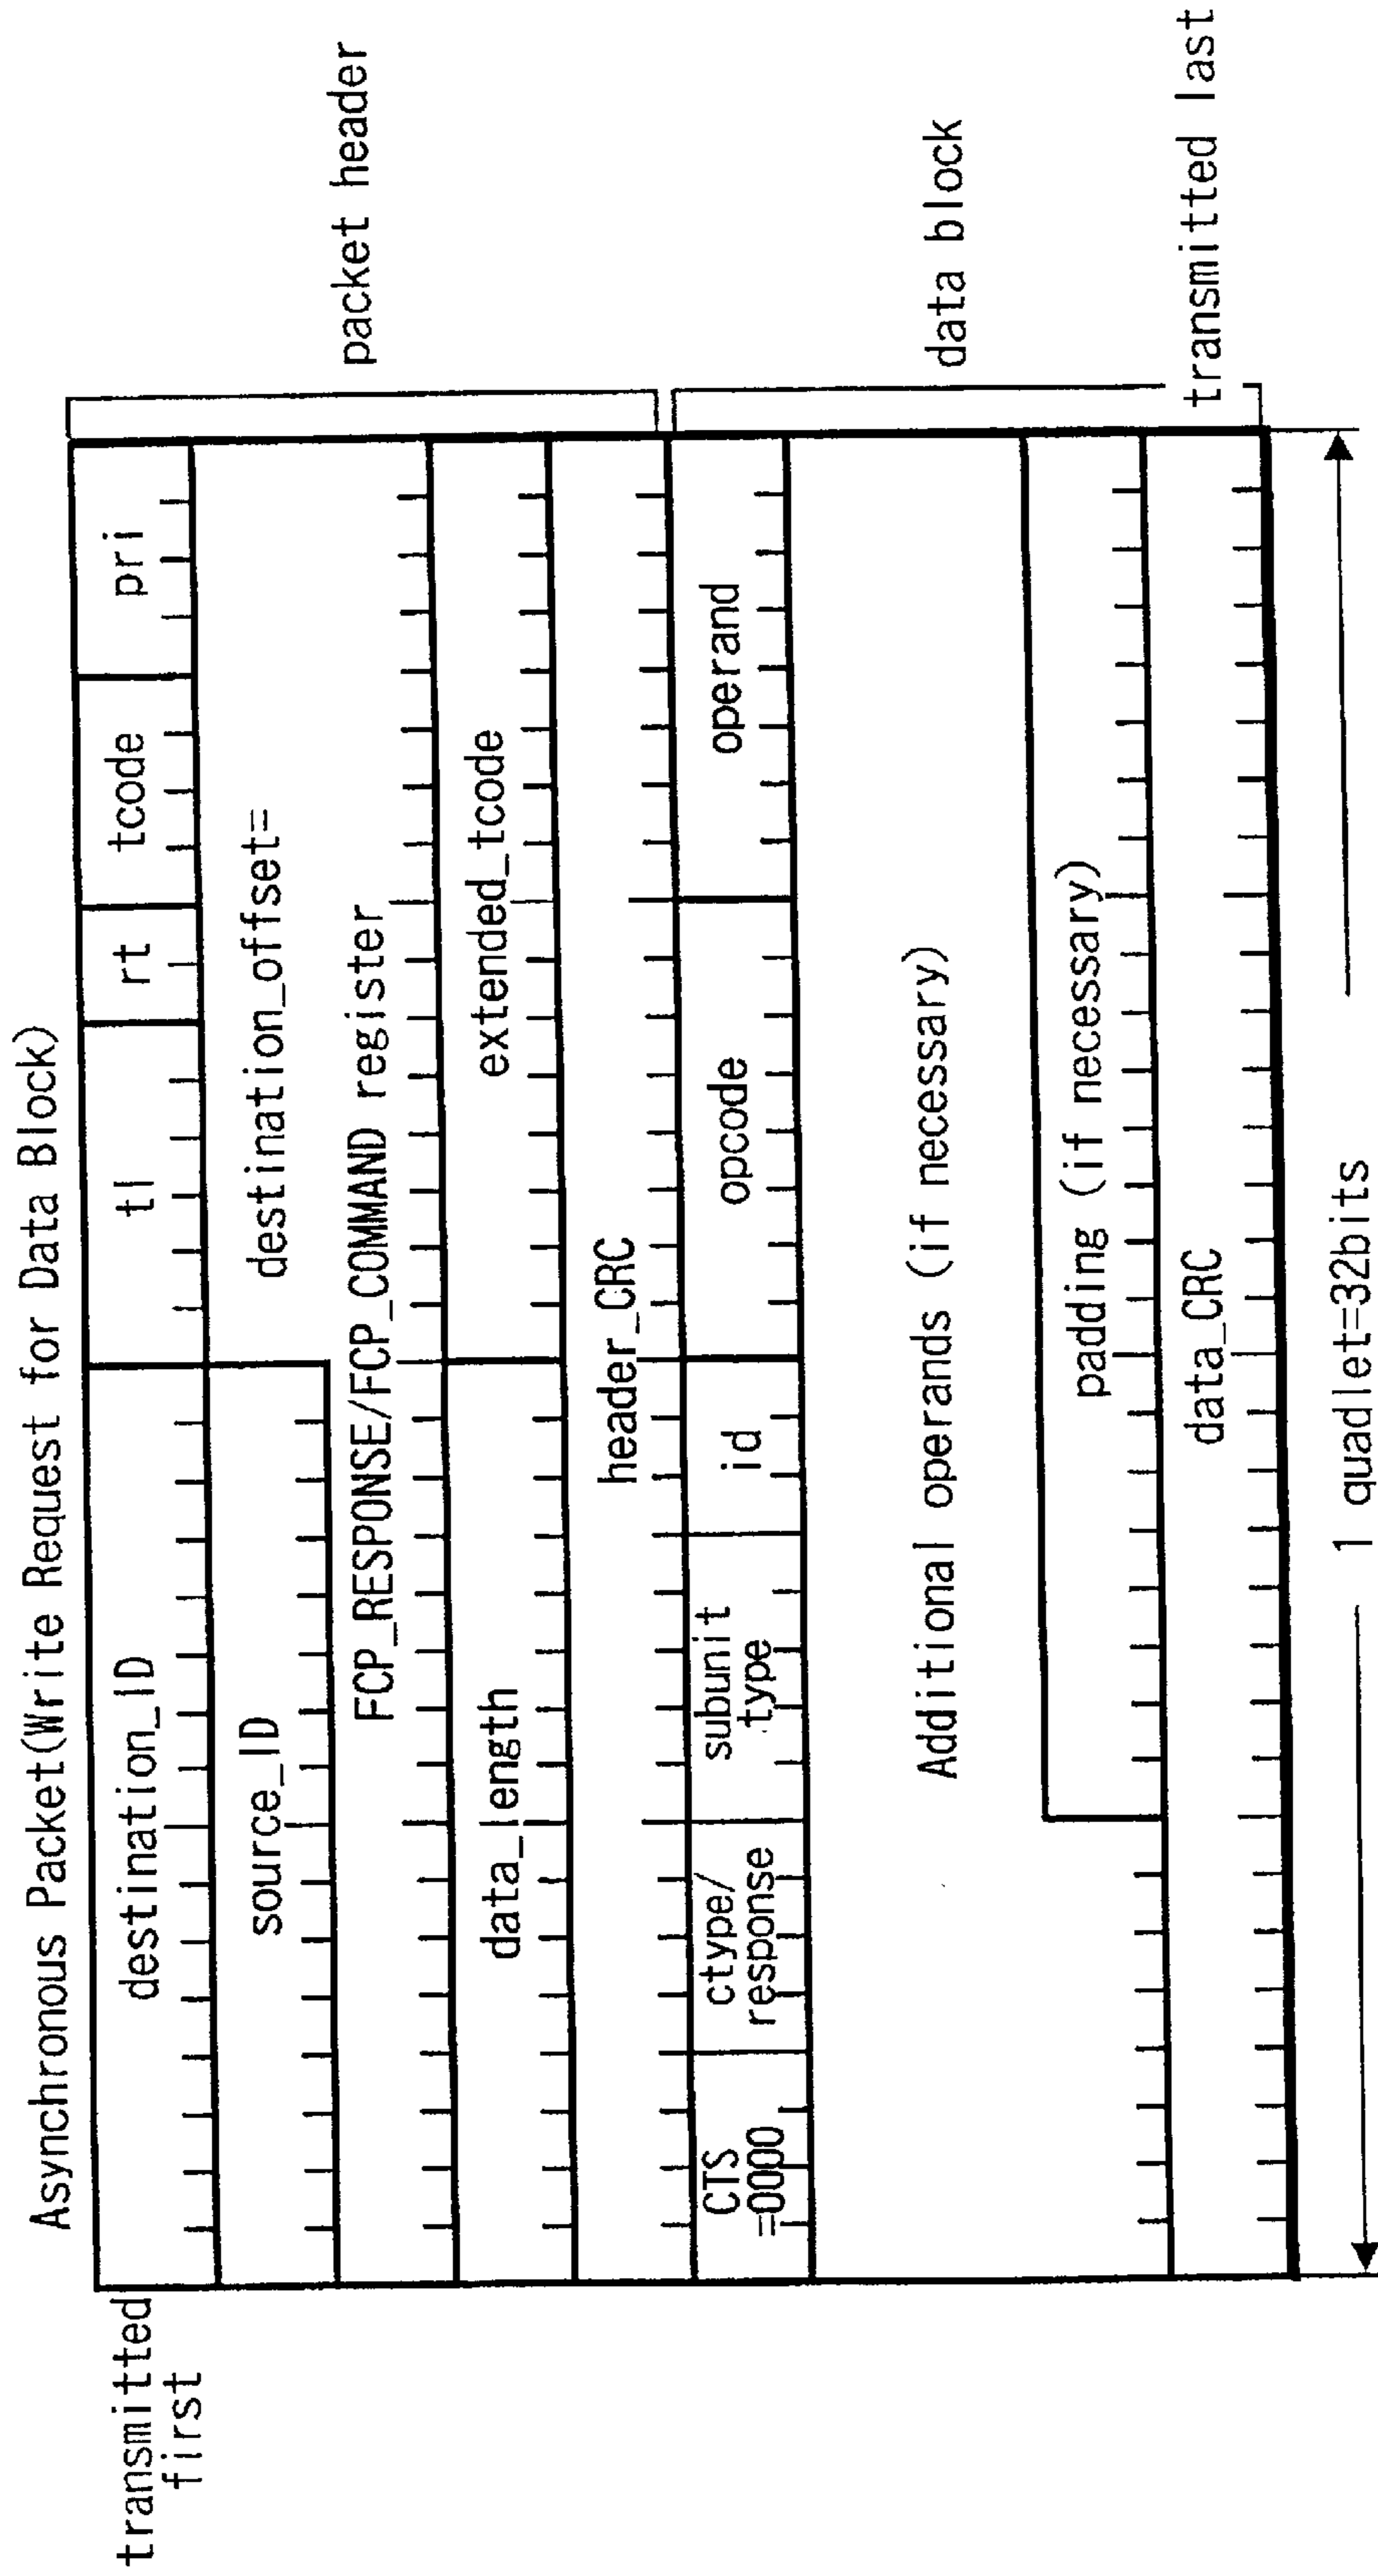 Asynchronous Packet(Write Request for Data Block)
transmitted
first
destination_ID
tl
rt
tcode
pri
source_ID
destination_offset=
FCP_RESPONSE/FCP_COMMAND register
data_length
extended_tcode
header_CRC
packet header
CTS
=0000
ctype/
response
subunit
type
id
opcode
operand
Additional operands (if necessary)
padding (if necessary)
data_CRC
data block
transmitted last
1 quadlet=32bits